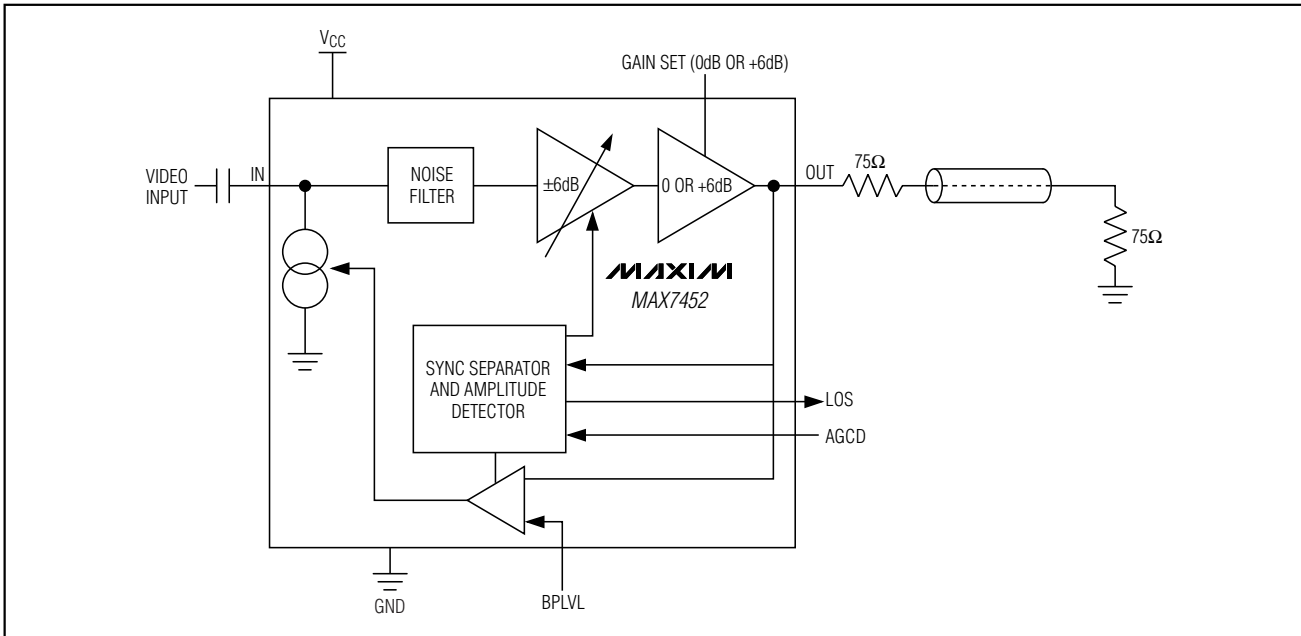 VCC
GAIN SET (0dB OR +6dB)
VIDEO
INPUT
IN
NOISE
FILTER
±6dB
0 OR +6dB
OUT
75Ω
75Ω
MAXIM
MAX7452
SYNC SEPARATOR
AND AMPLITUDE
DETECTOR
LOS
AGCD
GND
BPLVL